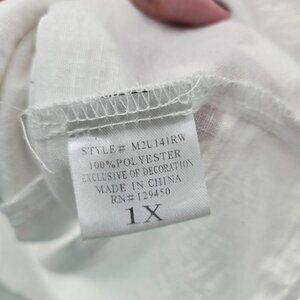 STYLE# M2U141RW
100%POLYESTER
EXCLUSIVE OF DECORATION
MADE IN CHINA
RN#129450
1X